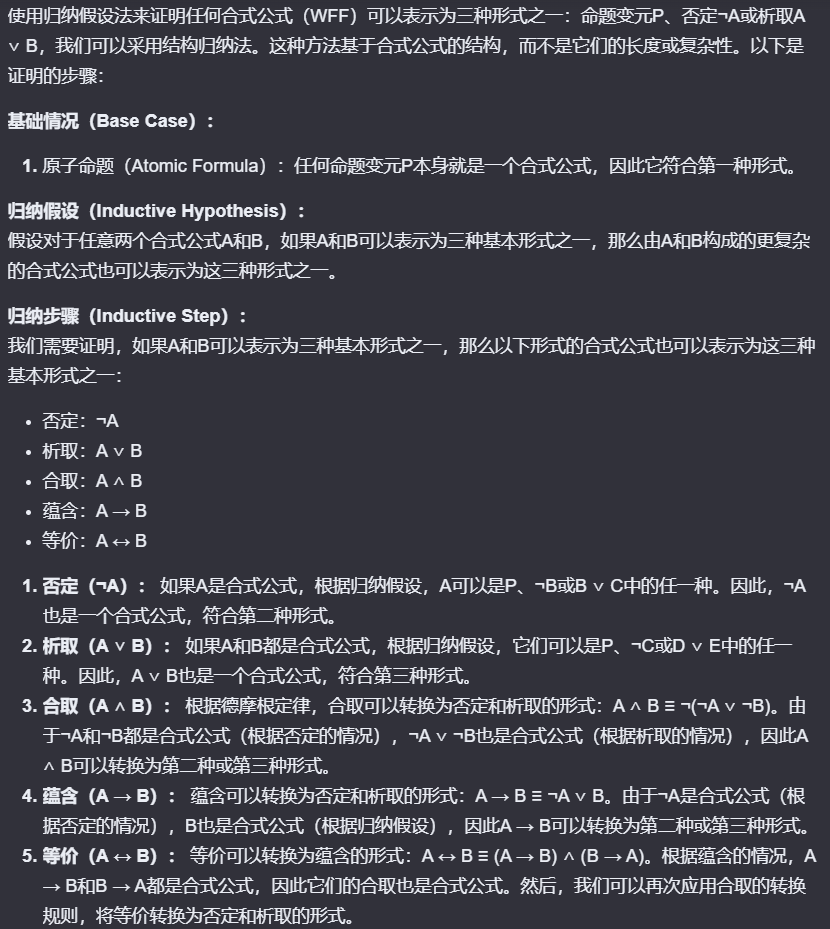 使用归纳假设法来证明任何合式公式（WFF）可以表示为三种形式之一：命题变元P、否定¬A或析取A
∨ B，我们可以采用结构归纳法。这种方法基于合式公式的结构，而不是它们的长度或复杂性。以下是
证明的步骤：
基础情况（Base Case）：
1. 原子命题（Atomic Formula）：任何命题变元P本身就是一个合式公式，因此它符合第一种形式。
归纳假设（Inductive Hypothesis）：
假设对于任意两个合式公式A和B，如果A和B可以表示为三种基本形式之一，那么由A和B构成的更复杂
的合式公式也可以表示为这三种形式之一。
归纳步骤（Inductive Step）：
我们需要证明，如果A和B可以表示为三种基本形式之一，那么以下形式的合式公式也可以表示为这三种
基本形式之一：
• 否定：¬A
• 析取：A ∨ B
• 合取：A ∧ B
• 蕴含：A → B
• 等价：A ↔ B
1. 否定（¬A）： 如果A是合式公式，根据归纳假设，A可以是P、¬B或B ∨ C中的任一种。因此，¬A
也是一个合式公式，符合第二种形式。
2. 析取（A ∨ B）： 如果A和B都是合式公式，根据归纳假设，它们可以是P、¬C或D ∨ E中的任一
种。因此，A ∨ B也是一个合式公式，符合第三种形式。
3. 合取（A ∧ B）： 根据德摩根定律，合取可以转换为否定和析取的形式：A ∧ B ≡ ¬(¬A ∨ ¬B)。由
于¬A和¬B都是合式公式（根据否定的情况），¬A ∨ ¬B也是合式公式（根据析取的情况），因此A
∧ B可以转换为第二种或第三种形式。
4. 蕴含（A → B）： 蕴含可以转换为否定和析取的形式：A → B ≡ ¬A ∨ B。由于¬A是合式公式（根
据否定的情况），B也是合式公式（根据归纳假设），因此A → B可以转换为第二种或第三种形式。
5. 等价（A ↔ B）： 等价可以转换为蕴含的形式：A ↔ B ≡ (A → B) ∧ (B → A)。根据蕴含的情况，A
→ B和B → A都是合式公式，因此它们的合取也是合式公式。然后，我们可以再次应用合取的转换
规则，将等价转换为否定和析取的形式。